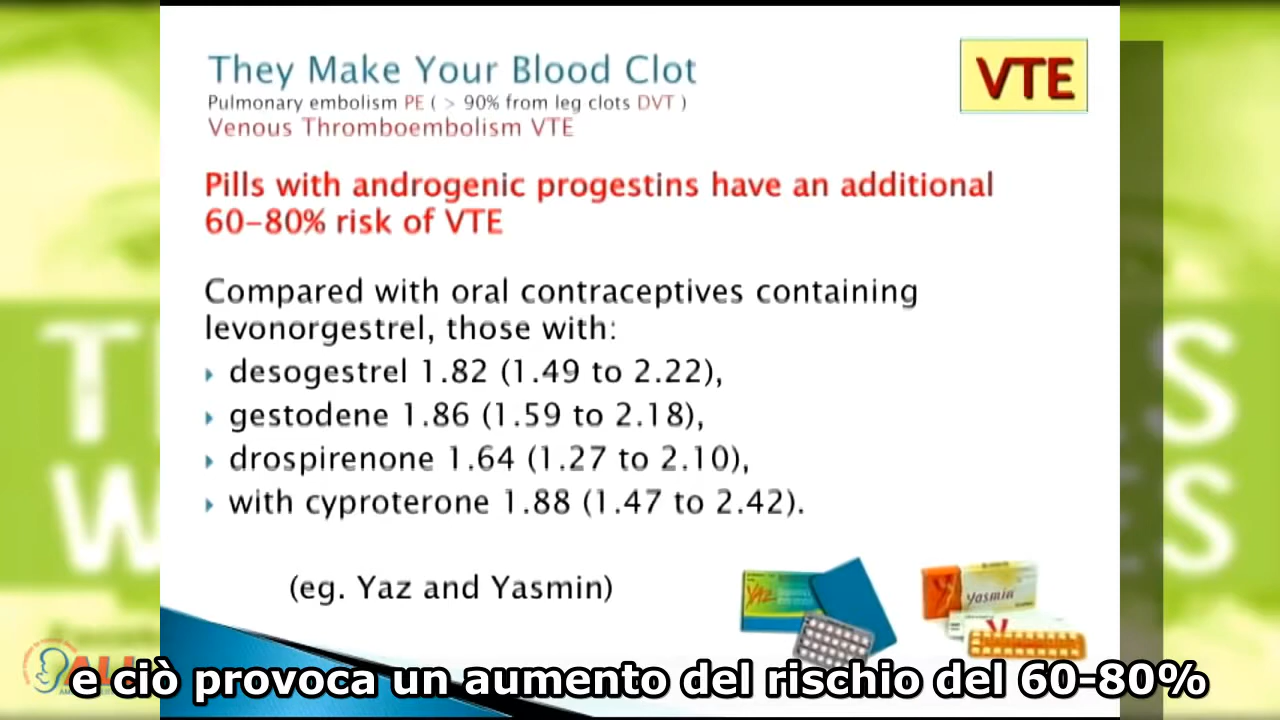 They Make Your Blood Clot
Pulmonary embolism PE ( > 90% from leg clots DVT )
Venous Thromboembolism VTE
VTE
Pills with androgenic progestins have an additional
60-80% risk of VTE
Compared with oral contraceptives containing
levonorgestrel, those with:
desogestrel 1.82 (1.49 to 2.22),
gestodene 1.86 (1.59 to 2.18),
drospirenone 1.64 (1.27 to 2.10),
with cyproterone 1.88 (1.47 to 2.42).
(eg. Yaz and Yasmin)
YAZ
Yasmin
e ciò provoca un aumento del rischio del 60-80%